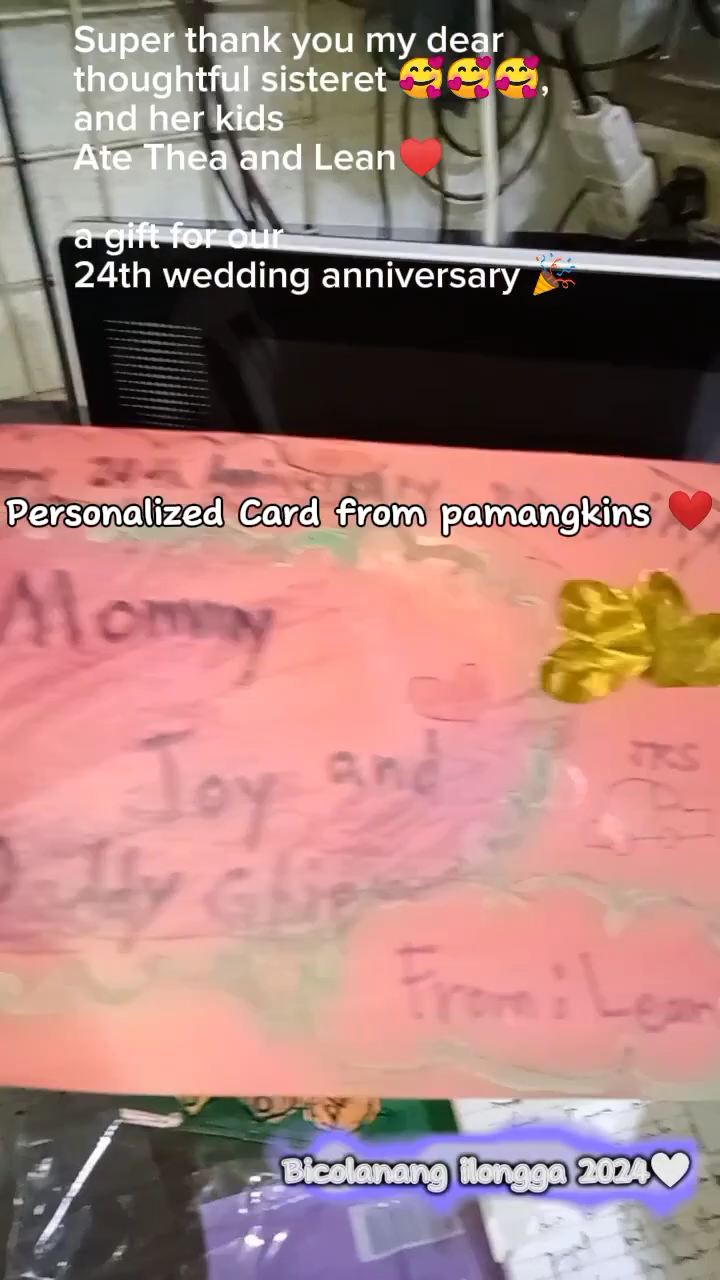 Super thank you my dear
thoughtful sisteret 🥰🥰🥰,
and her kids
Ate Thea and Lean♥️
a gift for our
24th wedding anniversary 🎉
Personalized Card from pamangkins ♥️
Mommy
Joy and
From: Lean
Bicolanang ilongga 2024🤍